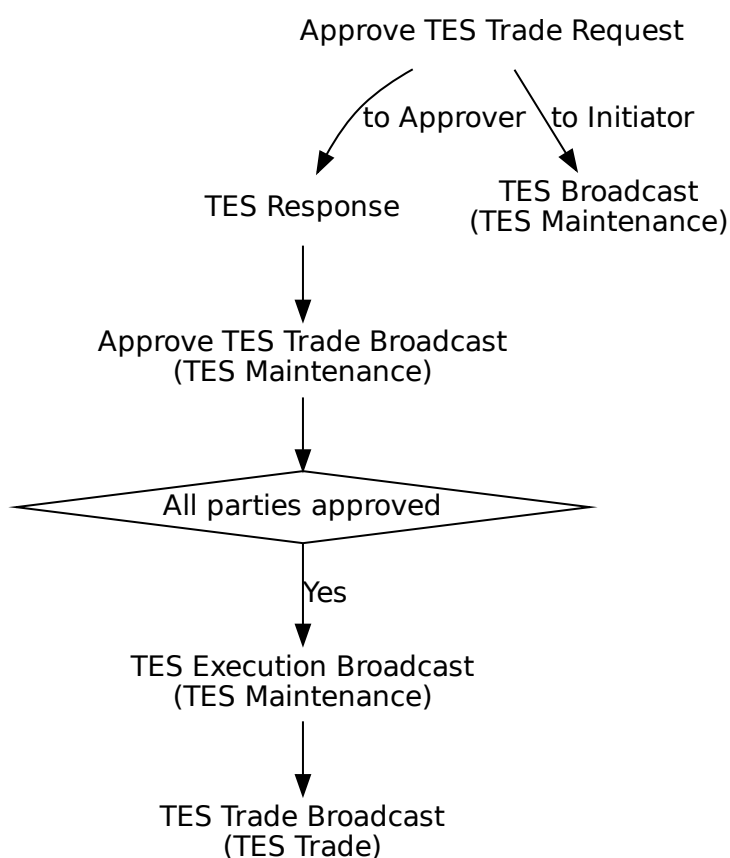 Approve TES Trade Request
to Approver
to Initiator
TES Response
TES Broadcast
(TES Maintenance)
Approve TES Trade Broadcast
(TES Maintenance)
All parties approved
Yes
TES Execution Broadcast
(TES Maintenance)
TES Trade Broadcast
(TES Trade)